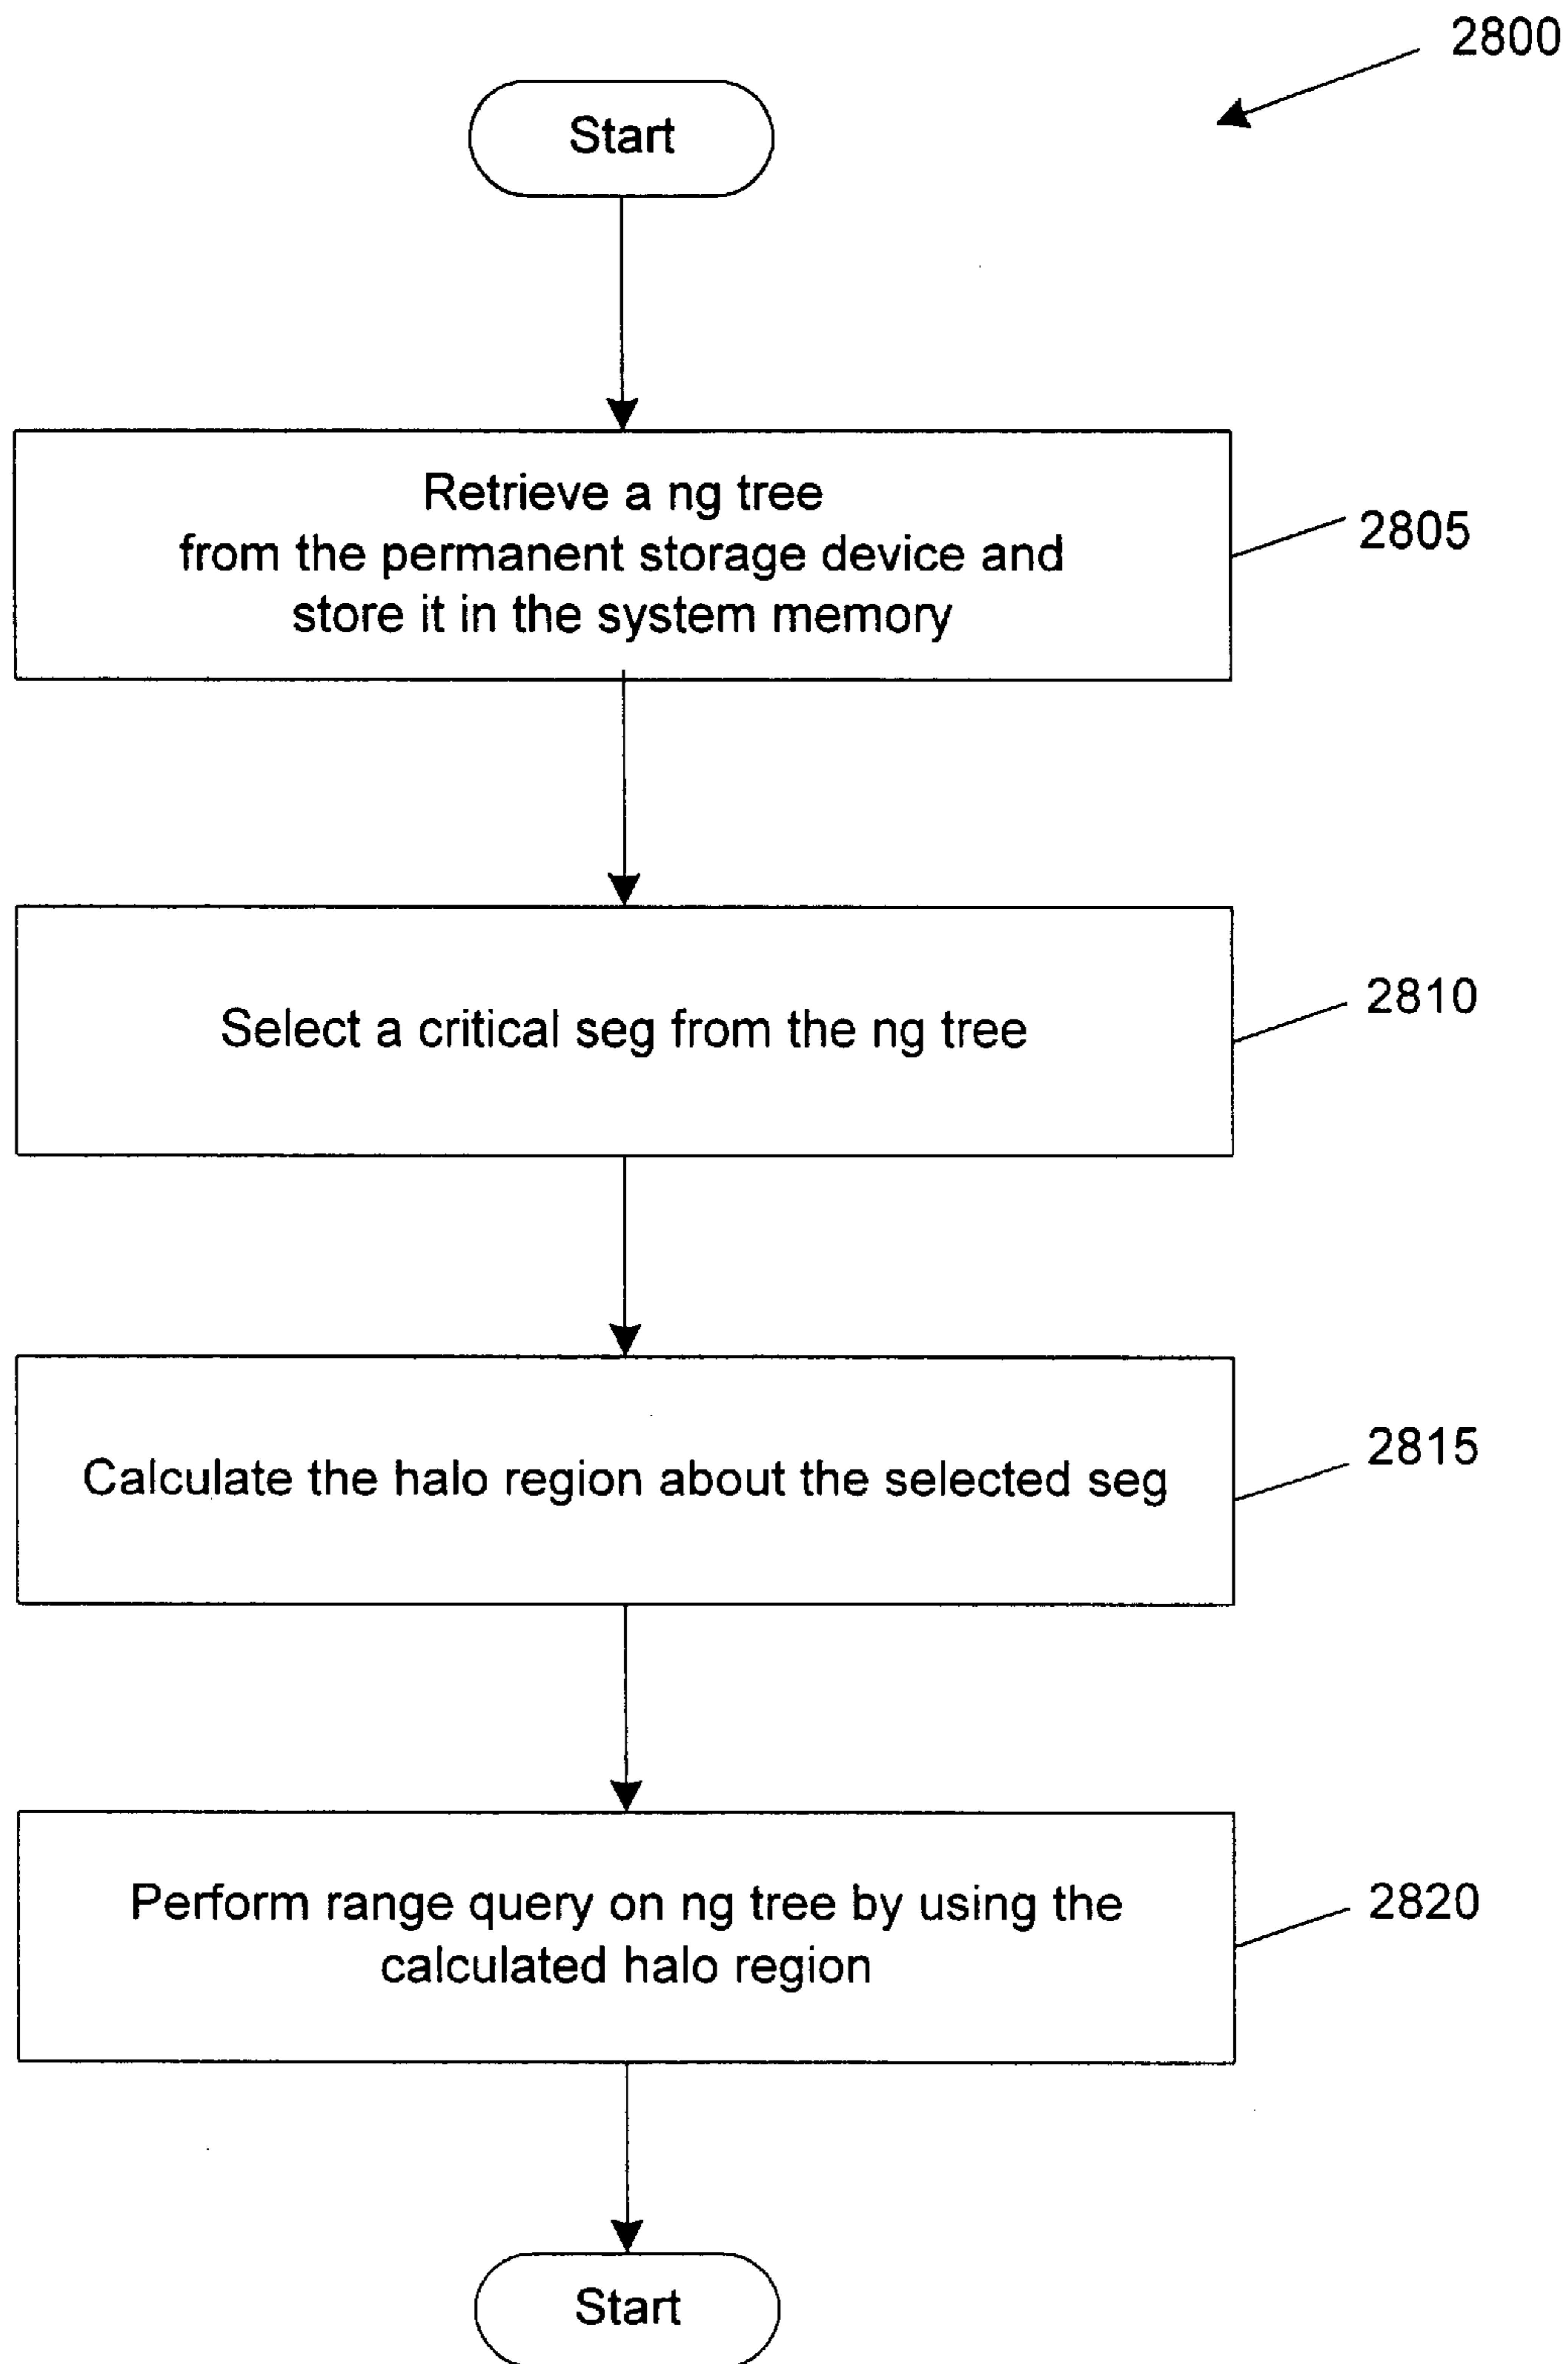 2800
Start
Retrieve a ng tree
from the permanent storage device and
store it in the system memory
2805
Select a critical seg from the ng tree
2810
Calculate the halo region about the selected seg
2815
Perform range query on ng tree by using the
calculated halo region
2820
Start